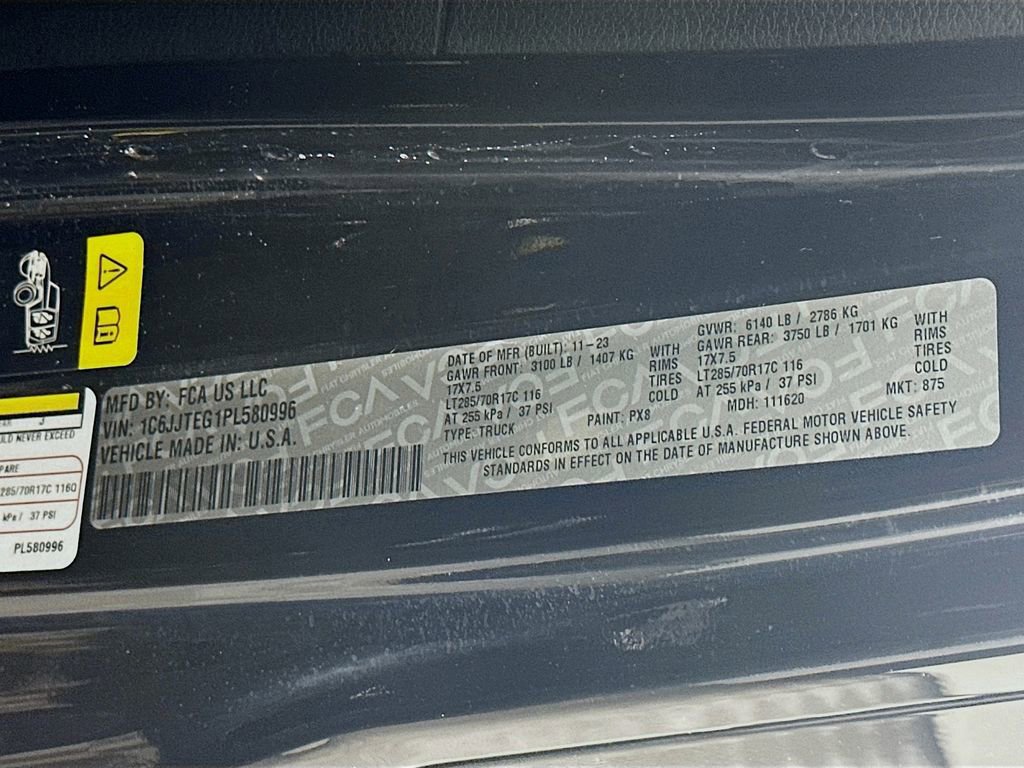 MFD BY: FCA US LLC
VIN: 1C6JJTEG1PL580996
VEHICLE MADE IN: U.S.A.
DATE OF MFR (BUILT): 11-23
GAWR FRONT: 3100 LB / 1407 KG WITH
17X7.5 RIMS
LT285/70R17C 116 TIRES
AT 255 kPa / 37 PSI COLD
TYPE: TRUCK
PAINT: PX8
GVWR: 6140 LB / 2786 KG
GAWR REAR: 3750 LB / 1701 KG WITH
17X7.5 RIMS
LT285/70R17C 116 TIRES
AT 255 kPa / 37 PSI COLD
MDH: 111620 MKT: 875
THIS VEHICLE CONFORMS TO ALL APPLICABLE U.S.A. FEDERAL MOTOR VEHICLE SAFETY
STANDARDS IN EFFECT ON THE DATE OF MANUFACTURE SHOWN ABOVE.
NEVER EXCEED
285/70R17C 116Q
kPa / 37 PSI
PL580996
FCA